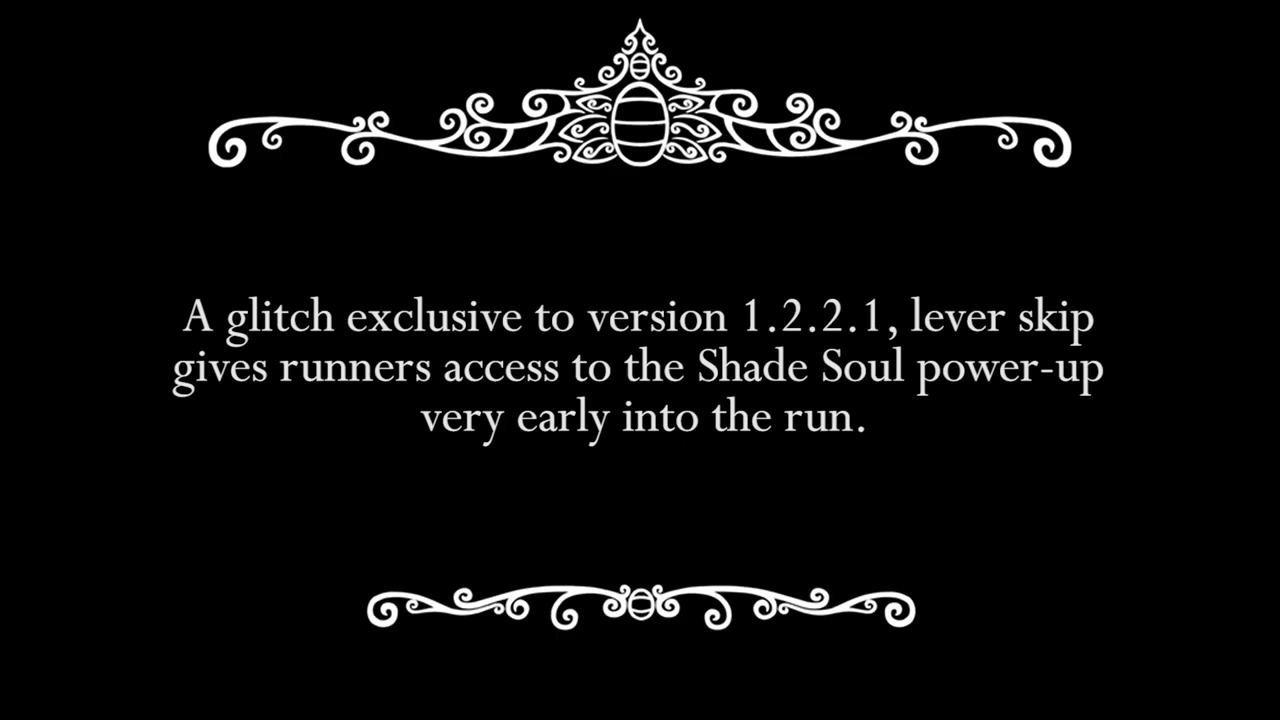 A glitch exclusive to version 1.2.2.1, lever skip
gives runners access to the Shade Soul power-up
very early into the run.